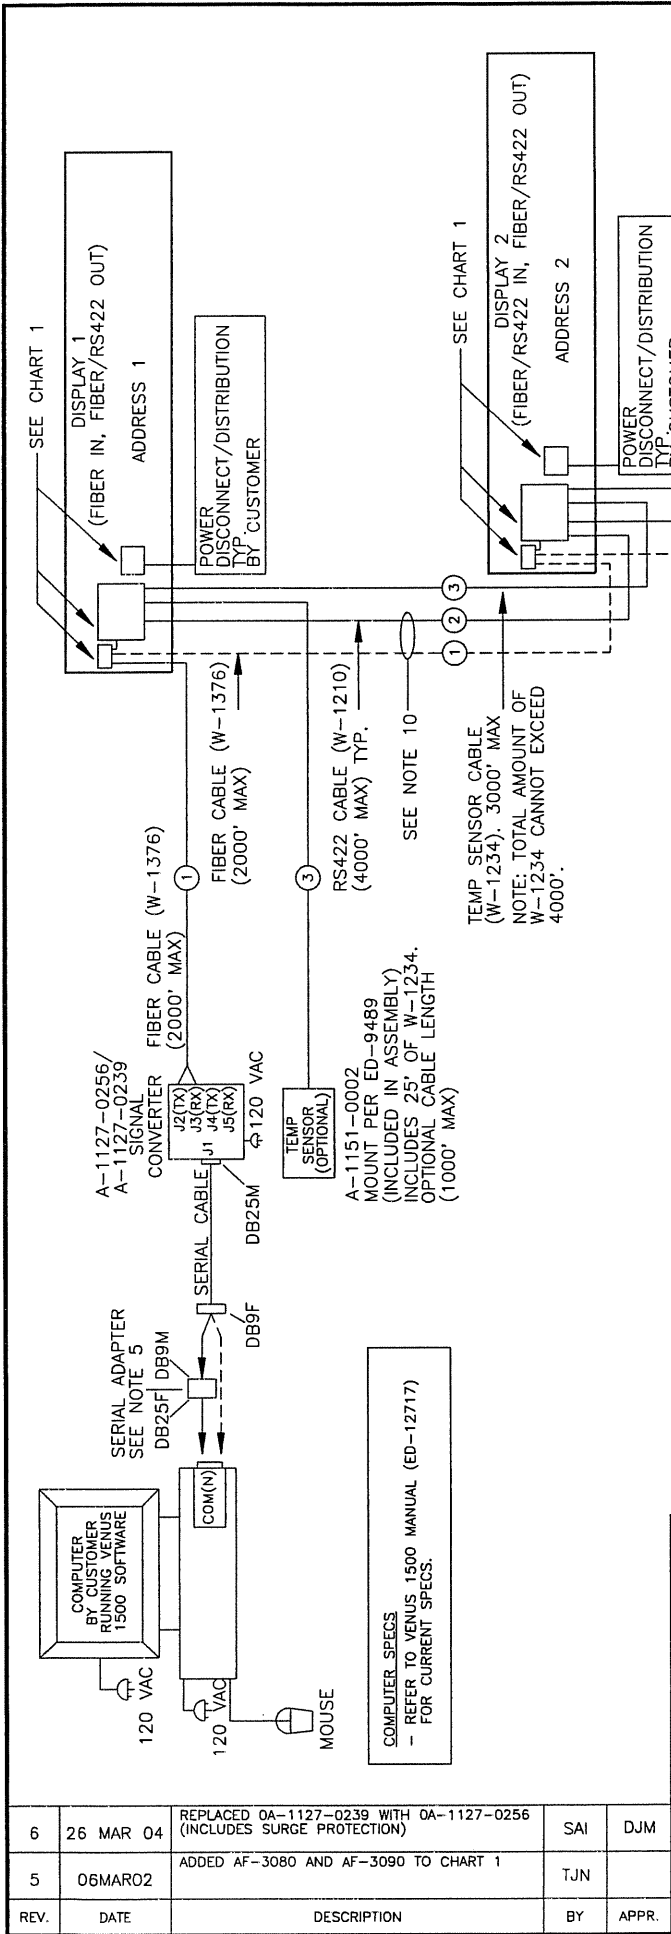 COMPUTER
BY CUSTOMER
RUNNING VENUS
1500 SOFTWARE
120 VAC
120 VAC
MOUSE
COM(N)
SERIAL ADAPTER
SEE NOTE 5
DB25F
DB9M
DB9F
SERIAL CABLE
DB25M
A-1127-0256/
A-1127-0239
SIGNAL
CONVERTER
J1
J2(TX)
J3(RX)
J4(TX)
J5(RX)
120 VAC
FIBER CABLE (W-1376)
(2000' MAX)
1
TEMP
SENSOR
(OPTIONAL)
A-1151-0002
MOUNT PER ED-9489
(INCLUDED IN ASSEMBLY)
INCLUDES 25' OF W-1234.
OPTIONAL CABLE LENGTH
(1000' MAX)
3
FIBER CABLE (W-1376)
(2000' MAX)
RS422 CABLE (W-1210)
(4000' MAX) TYP.
SEE NOTE 10
TEMP SENSOR CABLE
(W-1234). 3000' MAX
NOTE: TOTAL AMOUNT OF
W-1234 CANNOT EXCEED
4000'.
1
2
3
SEE CHART 1
DISPLAY 1
(FIBER IN, FIBER/RS422 OUT)
ADDRESS 1
POWER
DISCONNECT/DISTRIBUTION
TYP.
BY CUSTOMER
SEE CHART 1
DISPLAY 2
(FIBER/RS422 IN, FIBER/RS422 OUT)
ADDRESS 2
POWER
DISCONNECT/DISTRIBUTION
TYP.
COMPUTER SPECS
- REFER TO VENUS 1500 MANUAL (ED-12717)
FOR CURRENT SPECS.
6 26 MAR 04 REPLACED 0A-1127-0239 WITH 0A-1127-0256 SAI DJM
(INCLUDES SURGE PROTECTION)
5 06MAR02 ADDED AF-3080 AND AF-3090 TO CHART 1 TJN
REV. DATE DESCRIPTION BY APPR.